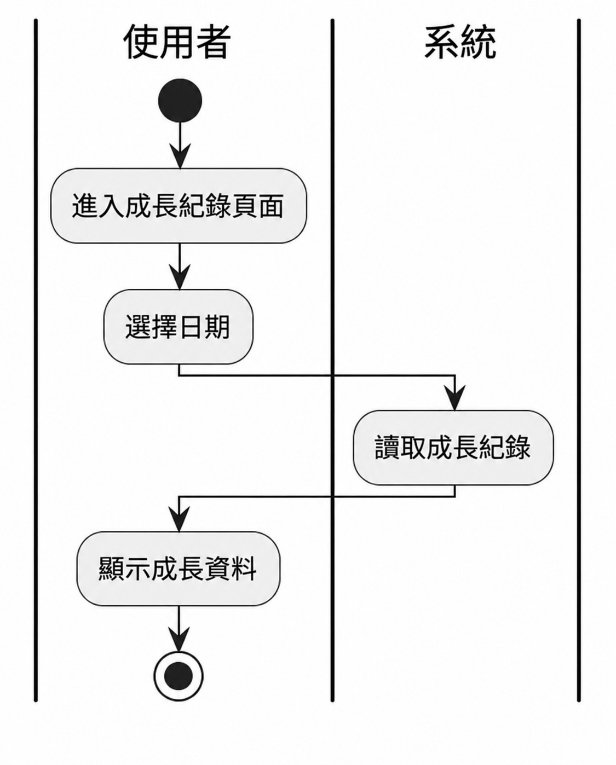 使用者
系統
進入成長紀錄頁面
選擇日期
讀取成長紀錄
顯示成長資料